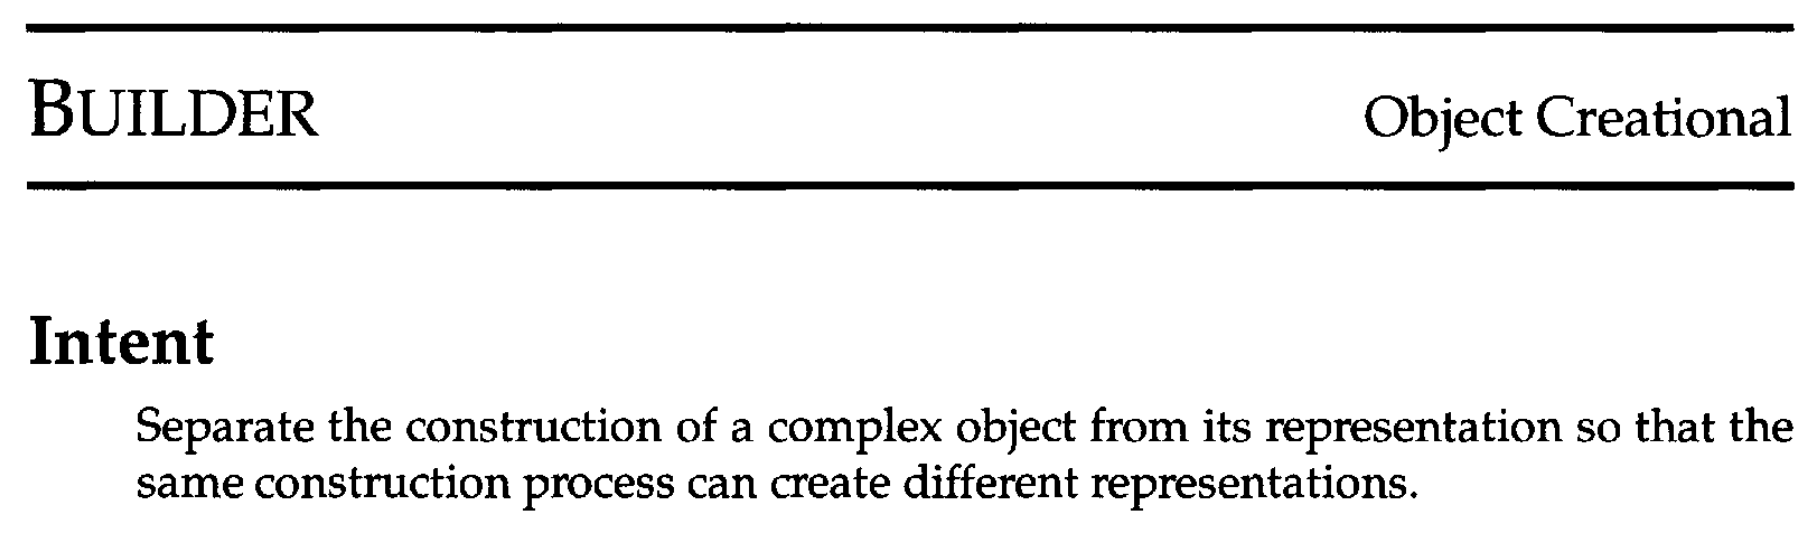 BUILDER
Object Creational
Intent
Separate the construction of a complex object from its representation so that the
same construction process can create different representations.